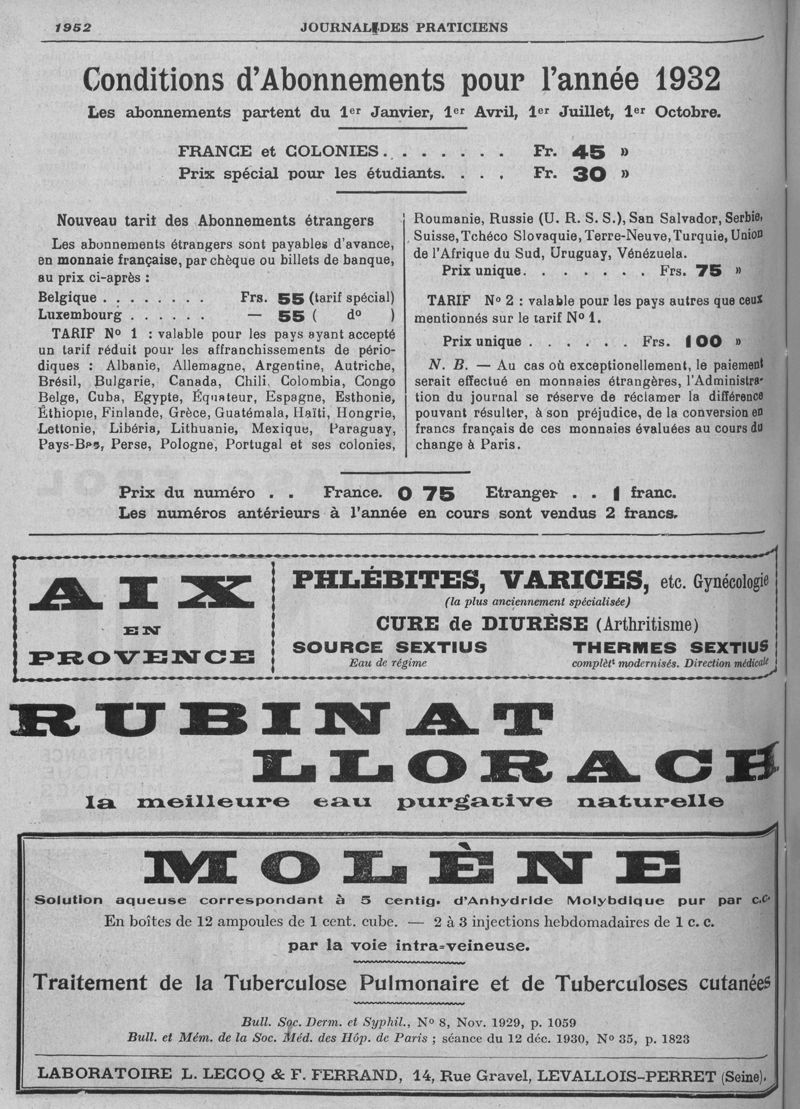 1952
JOURNAL DES PRATICIENS
Conditions d'Abonnements pour l'année 1932
Les abonnements partent du 1er Janvier, 1er Avril, 1er Juillet, 1er Octobre.
FRANCE et COLONIES. . . . . . . Fr. 45 »
Prix spécial pour les étudiants. . . . Fr. 30 »
Nouveau tarif des Abonnements étrangers
Les abonnements étrangers sont payables d'avance,
en monnaie française, par chèque ou billets de banque,
au prix ci-après :
Belgique . . . . . . . . Frs. 55 (tarif spécial)
Luxembourg . . . . . . — 55 ( do )
TARIF No 1 : valable pour les pays ayant accepté
un tarif réduit pour les affranchissements de pério-
diques : Albanie, Allemagne, Argentine, Autriche,
Brésil, Bulgarie, Canada, Chili, Colombia, Congo
Belge, Cuba, Egypte, Équateur, Espagne, Esthonie,
Éthiopie, Finlande, Grèce, Guatémala, Haïti, Hongrie,
Lettonie, Libéria, Lithuanie, Mexique, Paraguay,
Pays-Bas, Perse, Pologne, Portugal et ses colonies,
Roumanie, Russie (U. R. S. S.), San Salvador, Serbie,
Suisse, Tchéco Slovaquie, Terre-Neuve, Turquie, Union
de l'Afrique du Sud, Uruguay, Vénézuela.
Prix unique. . . . . . . Frs. 75 »
TARIF No 2 : valable pour les pays autres que ceux
mentionnés sur le tarif No 1.
Prix unique . . . . . . Frs. 100 »
N. B. — Au cas où exceptionellement, le paiement
serait effectué en monnaies étrangères, l'Administra-
tion du journal se réserve de réclamer la différence
pouvant résulter, à son préjudice, de la conversion en
francs français de ces monnaies évaluées au cours du
change à Paris.
Prix du numéro . . France. 0 75 Etranger . . 1 franc.
Les numéros antérieurs à l'année en cours sont vendus 2 francs.
AIX
EN
PROVENCE
PHLÉBITES, VARICES, etc. Gynécologie
(la plus anciennement spécialisée)
CURE de DIURÈSE (Arthritisme)
SOURCE SEXTIUS THERMES SEXTIUS
Eau de régime complèt t modernisés. Direction médicale
RUBINAT
LLORACH
la meilleure eau purgative naturelle
MOLÈNE
Solution aqueuse correspondant à 5 centig. d'Anhydride Molybdique pur par c.c.
En boîtes de 12 ampoules de 1 cent. cube. — 2 à 3 injections hebdomadaires de 1 c. c.
par la voie intra-veineuse.
Traitement de la Tuberculose Pulmonaire et de Tuberculoses cutanées
Bull. Soc. Derm. et Syphil., No 8, Nov. 1929, p. 1059
Bull. et Mém. de la Soc. Méd. des Hôp. de Paris ; séance du 12 déc. 1930, No 35, p. 1823
LABORATOIRE L. LECOQ & F. FERRAND, 14, Rue Gravel, LEVALLOIS-PERRET (Seine).